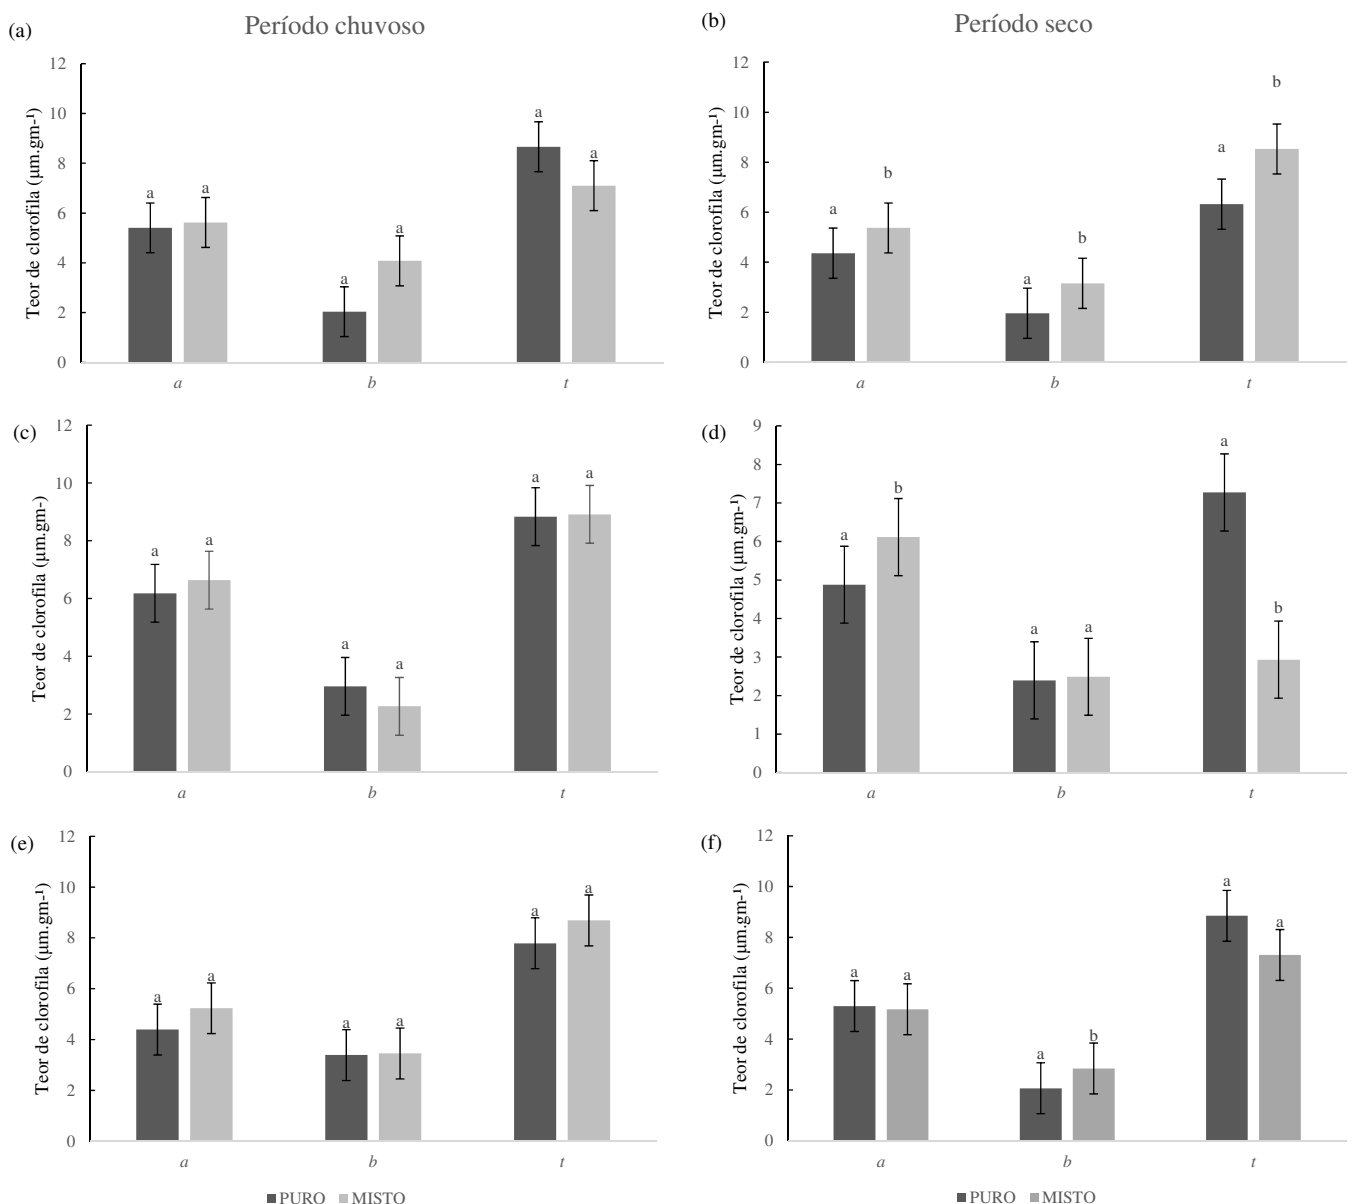 (a)
Período chuvoso
Teor de clorofila (µm.gm-¹)
12
10
8
6
4
2
0
a a
a a
a a
a b t
(b)
Período seco
Teor de clorofila (µm.gm-¹)
12
10
8
6
4
2
0
a b
a b
a b
a b t
(c)
Teor de clorofila (µm.gm-)
12
10
8
6
4
2
0
a a
a a
a a
a b t
(d)
Teor de clorofila (µm.gm-¹)
9
8
7
6
5
4
3
2
1
0
a b
a a
a b
a b t
(e)
Teor de clorofila (µm.gm-¹)
12
10
8
6
4
2
0
a a
a a
a a
a b t
PURO MISTO
(f)
Teor de clorofila (µm.gm-¹)
12
10
8
6
4
2
0
a a
a b
a a
a b t
PURO MISTO